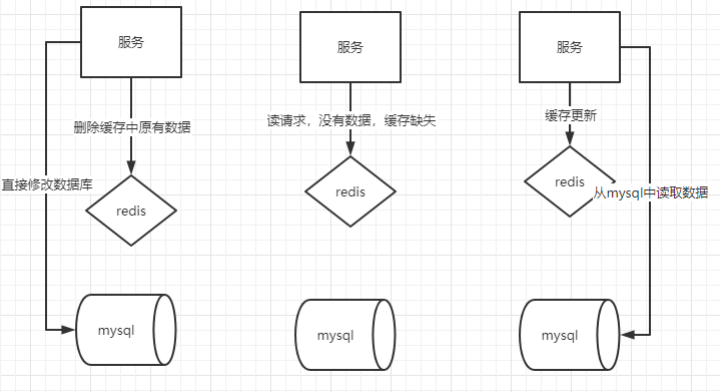 服务
删除缓存中原有数据
直接修改数据库
redis
mysql
服务
读请求，没有数据，缓存缺失
redis
mysql
服务
缓存更新
redis
从mysql中读取数据
mysql